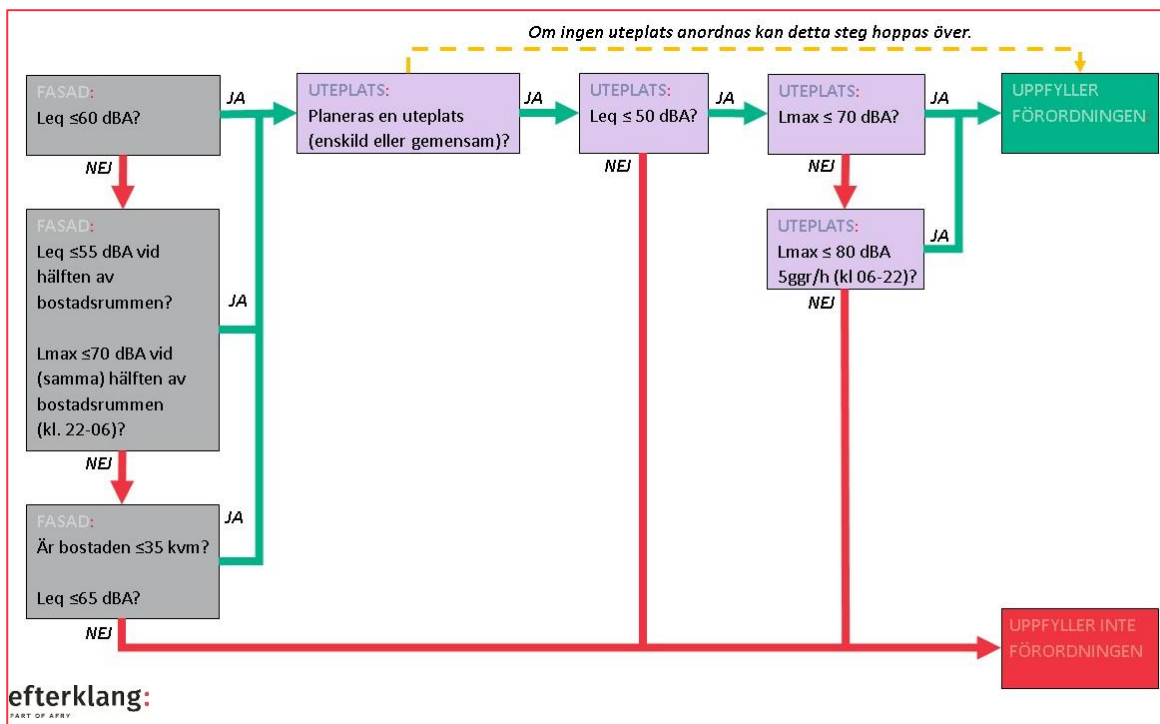 Om ingen uteplats anordnas kan detta steg hoppas över.
FASAD:
Leq ≤60 dBA?
JA
NEJ
UTEPLATS:
Planeras en uteplats
(enskild eller gemensam)?
JA
UTEPLATS:
Leq ≤ 50 dBA?
JA
NEJ
UTEPLATS:
Lmax ≤ 70 dBA?
JA
NEJ
UPPFYLLER
FÖRORDNINGEN
FASAD:
Leq ≤55 dBA vid
hälften av
bostadsrummen?
Lmax ≤70 dBA vid
(samma) hälften av
bostadsrummen
(kl. 22-06)?
JA
NEJ
UTEPLATS:
Lmax ≤ 80 dBA
5ggr/h (kl 06-22)?
JA
NEJ
FASAD:
Är bostaden ≤35 kvm?
Leq ≤65 dBA?
JA
NEJ
UPPFYLLER INTE
FÖRORDNINGEN
efterklang:
PART OF AFRY